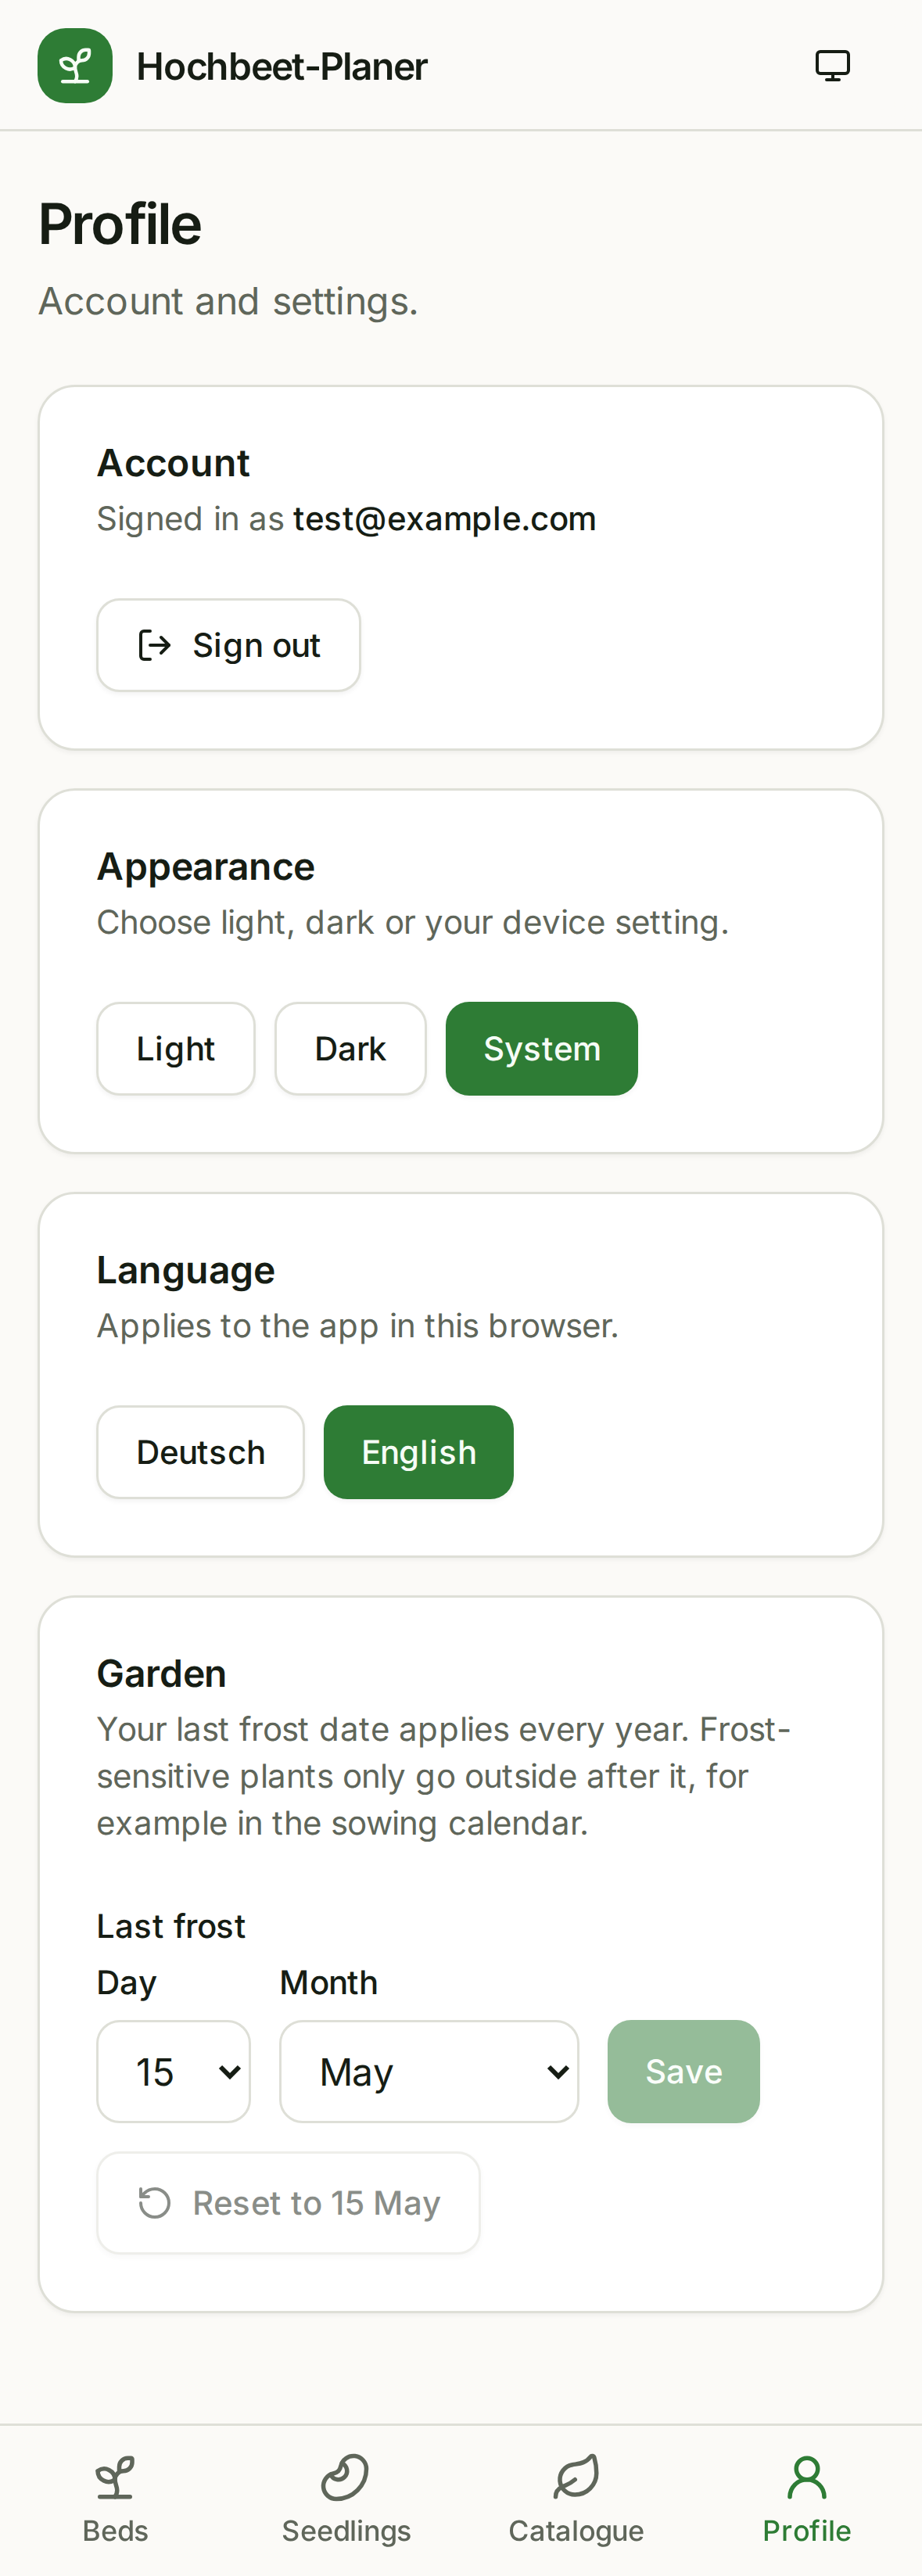 Hochbeet-Planer
Profile
Account and settings.
Account
Signed in as test@example.com
Sign out
Appearance
Choose light, dark or your device setting.
Light Dark System
Language
Applies to the app in this browser.
Deutsch English
Garden
Your last frost date applies every year. Frost-
sensitive plants only go outside after it, for
example in the sowing calendar.
Last frost
Day Month
15 May Save
Reset to 15 May
Beds Seedlings Catalogue Profile